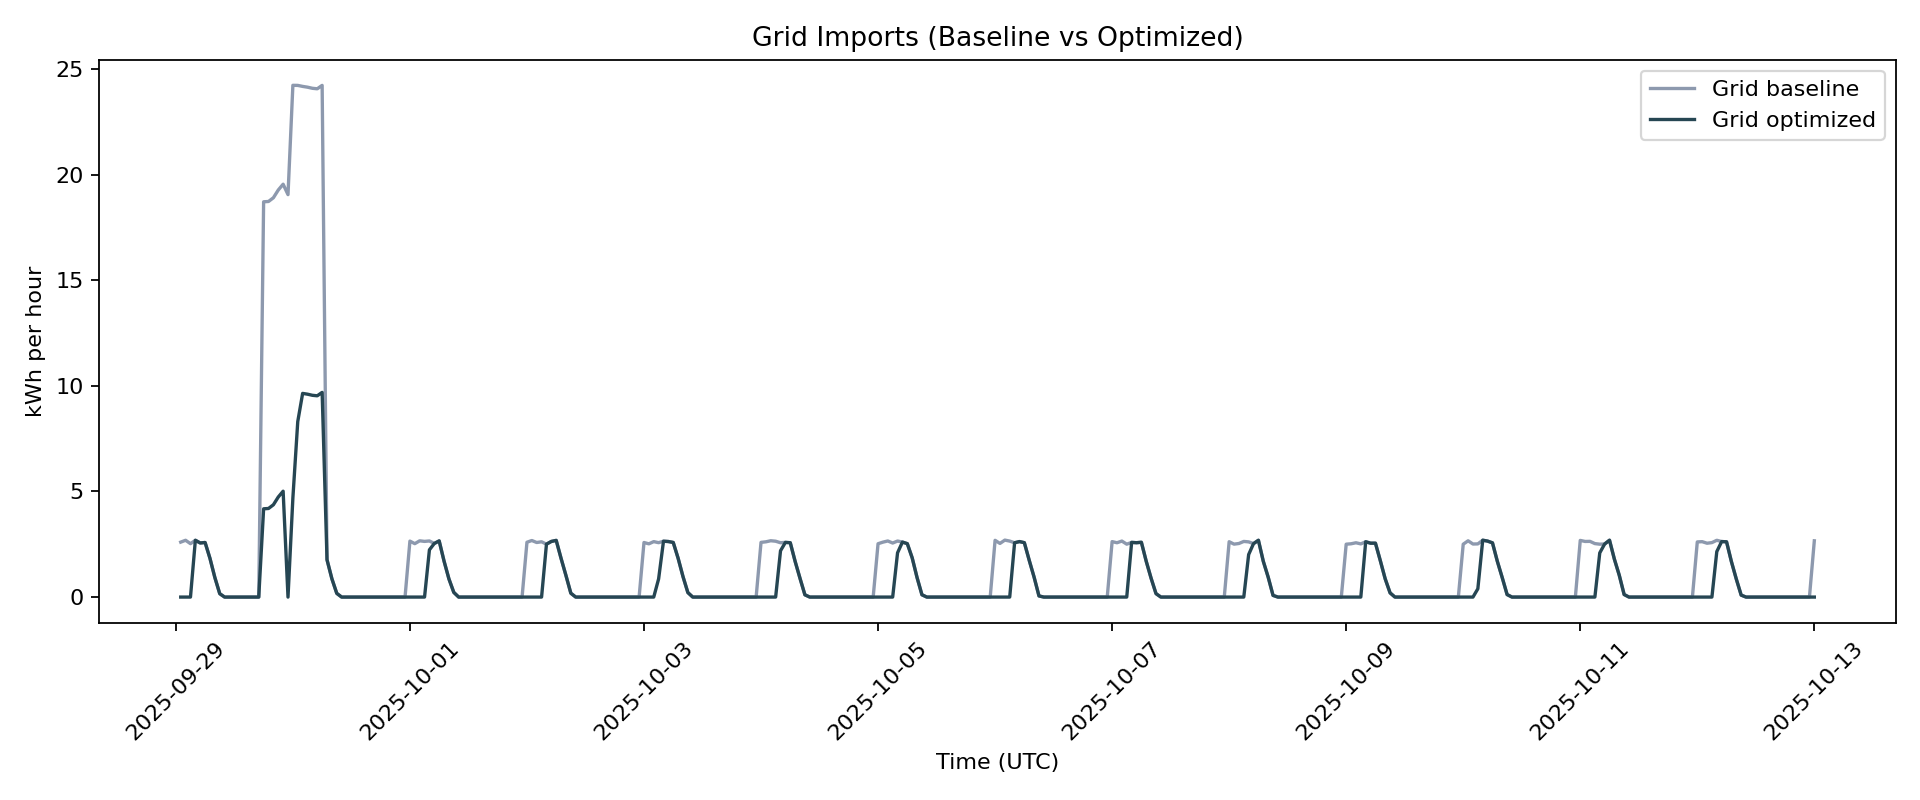 Grid Imports (Baseline vs Optimized)
Grid baseline
Grid optimized
kWh per hour
25
20
15
10
5
0
2025-09-29
2025-10-01
2025-10-03
2025-10-05
2025-10-07
2025-10-09
2025-10-11
2025-10-13
Time (UTC)